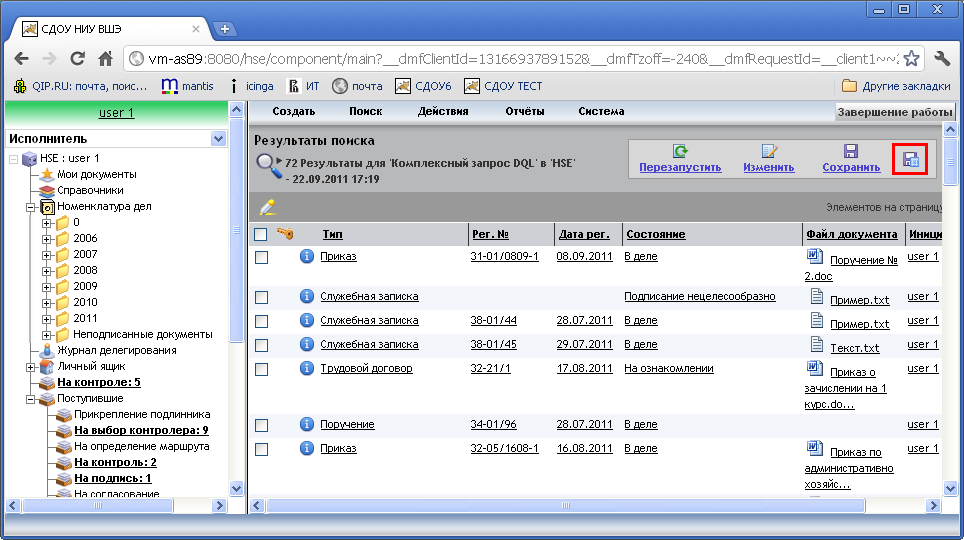 СДОУ НИУ ВШЭ
vm-as89:8080/hse/component/main?__dmfClientId=1316693789152&__dmfTzoff=-240&__dmfRequestId=__client1~~2
QIP.RU: почта, поис... mantis icinga ИТ почта СДОУ6 СДОУ ТЕСТ Другие закладки
user 1
Исполнитель
HSE : user 1
Мои документы
Справочники
Номенклатура дел
0
2006
2007
2008
2009
2010
2011
Неподписанные документы
Журнал делегирования
Личный ящик
На контроле: 5
Поступившие
Прикрепление подлинника
На выбор контролера: 9
На определение маршрута
На контроль: 2
На подпись: 1
На согласование
Создать Поиск Действия Отчёты Система Завершение работы
Результаты поиска
72 Результаты для 'Комплексный запрос DQL' в 'HSE'
- 22.09.2011 17:19
Перезапустить Изменить Сохранить
Элементов на страницу
Тип Рег. № Дата рег. Состояние Файл документа Иници
Приказ 31-01/0809-1 08.09.2011 В деле Поручение № user 1
2.doc
Служебная записка Подписание нецелесообразно Пример.txt user 1
Служебная записка 38-01/44 28.07.2011 В деле Пример.txt user 1
Служебная записка 38-01/45 29.07.2011 В деле Текст.txt user 1
Трудовой договор 32-21/1 17.08.2011 На ознакомлении Приказ о user 1
зачислении на 1
курс.do...
Поручение 34-01/96 28.07.2011 В деле user 1
Приказ 32-05/1608-1 16.08.2011 В деле Приказ по user 1
административно
хозяйс...